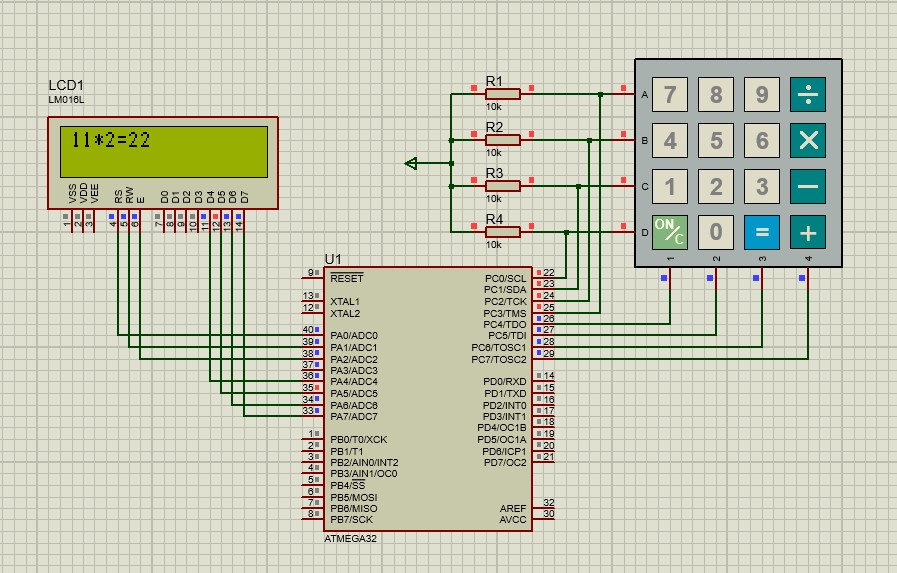 LCD1
LM016L
11*2=22
VSS VDD VEE RS RW E D0 D1 D2 D3 D4 D5 D6 D7
1 2 3 4 5 6 7 8 9 10 11 12 13 14
R1
10k
R2
10k
R3
10k
R4
10k
A 7 8 9 ÷
B 4 5 6 ×
C 1 2 3 −
D ON/C 0 = +
1 2 3 4
U1
9 RESET PC0/SCL 22
PC1/SDA 23
13 XTAL1 PC2/TCK 24
12 XTAL2 PC3/TMS 25
PC4/TDO 26
40 PA0/ADC0 PC5/TDI 27
39 PA1/ADC1 PC6/TOSC1 28
38 PA2/ADC2 PC7/TOSC2 29
37 PA3/ADC3
36 PA4/ADC4 PD0/RXD 14
35 PA5/ADC5 PD1/TXD 15
34 PA6/ADC6 PD2/INT0 16
33 PA7/ADC7 PD3/INT1 17
PD4/OC1B 18
1 PB0/T0/XCK PD5/OC1A 19
2 PB1/T1 PD6/ICP1 20
3 PB2/AIN0/INT2 PD7/OC2 21
4 PB3/AIN1/OC0
5 PB4/SS
6 PB5/MOSI
7 PB6/MISO AREF 32
8 PB7/SCK AVCC 30
ATMEGA32